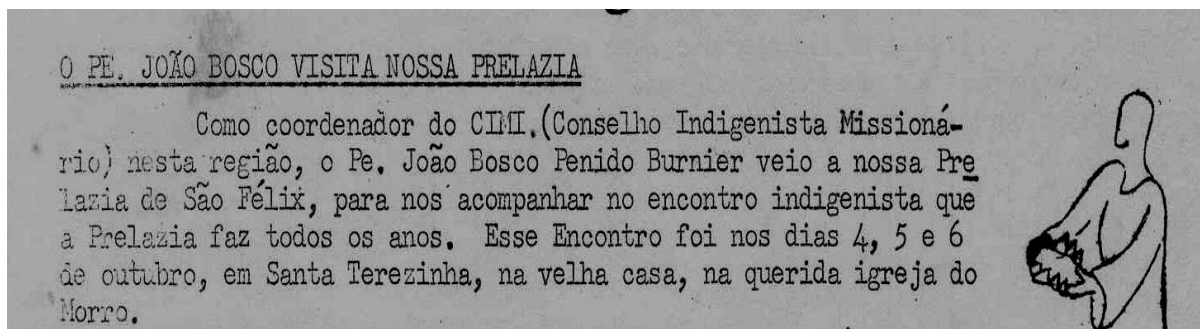 O PE. JOÃO BOSCO VISITA NOSSA PRELAZIA
Como coordenador do CIMI.(Conselho Indigenista Missioná-
rio) nesta região, o Pe. João Bosco Penido Burnier veio a nossa Pre
lazia de São Félix, para nos acompanhar no encontro indigenista que
a Prelazia faz todos os anos. Esse Encontro foi nos dias 4, 5 e 6
de outubro, em Santa Terezinha, na velha casa, na querida igreja do
Morro.